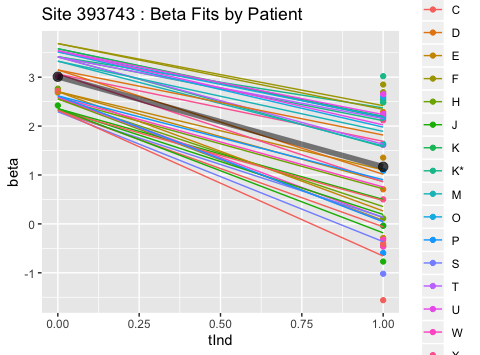 Site 393743 : Beta Fits by Patient
beta
3
2
1
0
-1
0.00 0.25 0.50 0.75 1.00
tInd
C
D
E
F
H
J
K
K*
M
O
P
S
T
U
W